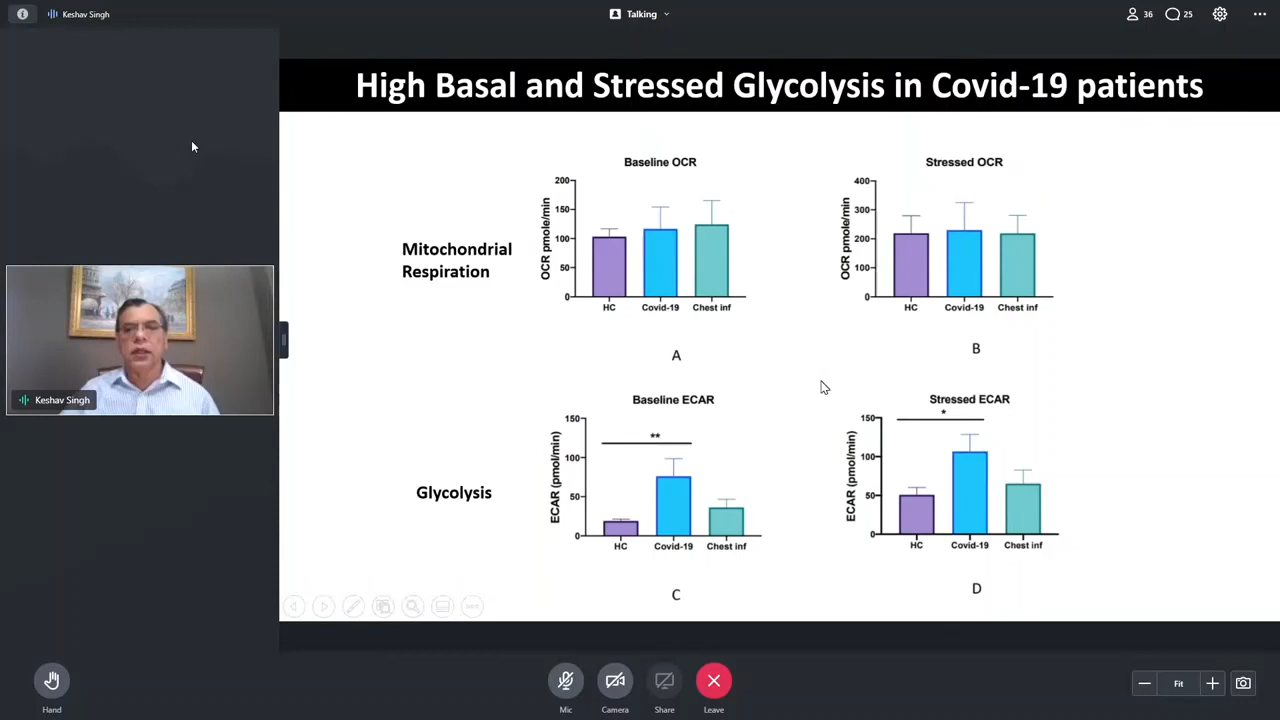 Keshav Singh
Talking
36
25
High Basal and Stressed Glycolysis in Covid-19 patients
Mitochondrial
Respiration
Baseline OCR
OCR pmole/min
200
150
100
50
0
HC Covid-19 Chest inf
A
Stressed OCR
OCR pmole/min
400
300
200
100
0
HC Covid-19 Chest inf
B
Keshav Singh
Glycolysis
Baseline ECAR
**
ECAR (pmol/min)
150
100
50
0
HC Covid-19 Chest inf
C
Stressed ECAR
*
ECAR (pmol/min)
150
100
50
0
HC Covid-19 Chest inf
D
Hand
Mic
Camera
Share
Leave
Fit